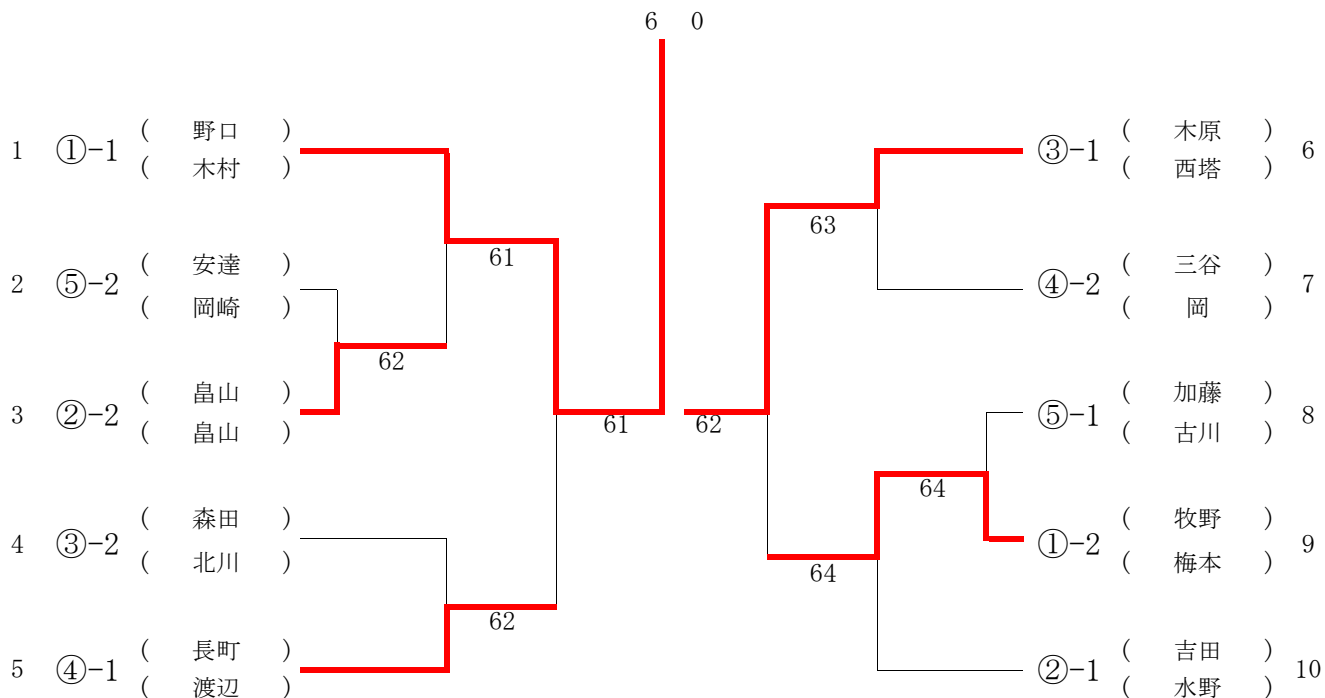 6 0
1 ①-1 ( 野口 )
( 木村 )
2 ⑤-2 ( 安達 )
( 岡崎 )
3 ②-2 ( 畠山 )
( 畠山 )
4 ③-2 ( 森田 )
( 北川 )
5 ④-1 ( 長町 )
( 渡辺 )
61
62
61
62
63
62
64
64
③-1 ( 木原 ) 6
( 西塔 )
④-2 ( 三谷 ) 7
( 岡 )
⑤-1 ( 加藤 ) 8
( 古川 )
①-2 ( 牧野 ) 9
( 梅本 )
②-1 ( 吉田 ) 10
( 水野 )